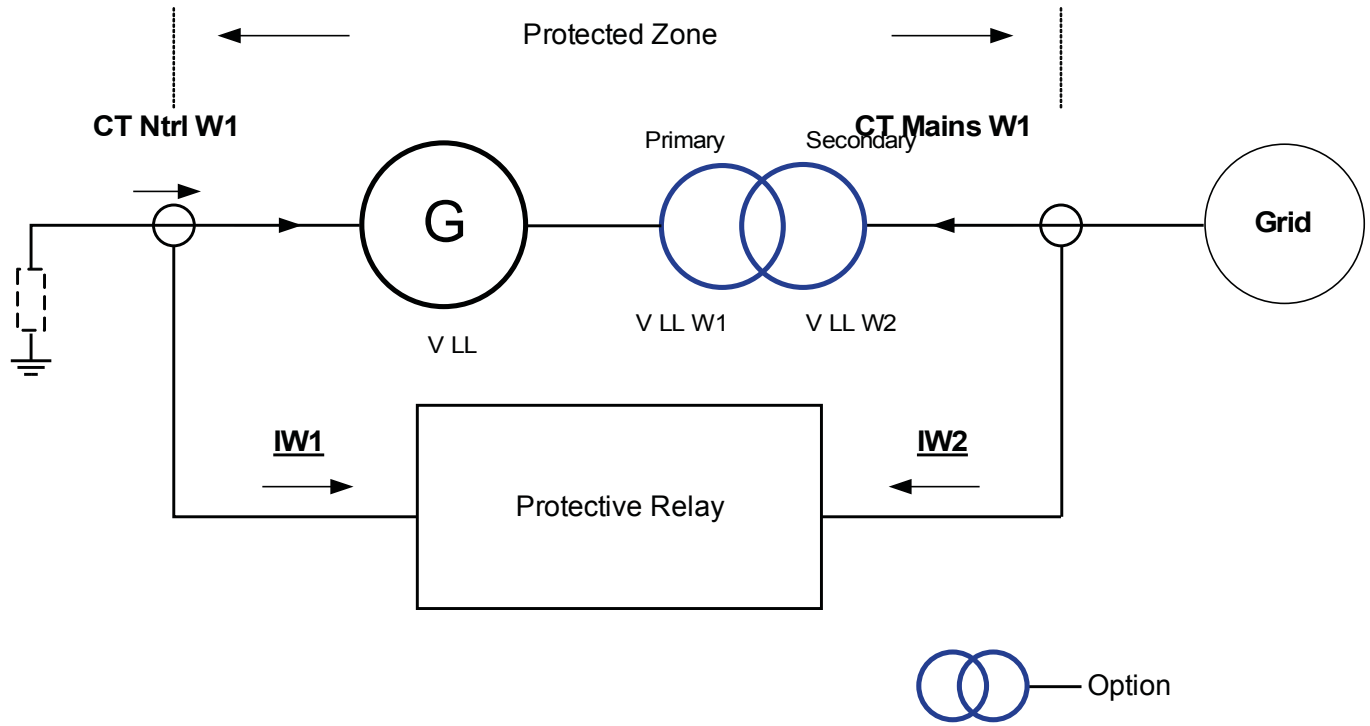 Protected Zone
CT Ntrl W1
CT Mains W1
Primary
Secondary
G
Grid
V LL
V LL W1
V LL W2
IW1
IW2
Protective Relay
Option